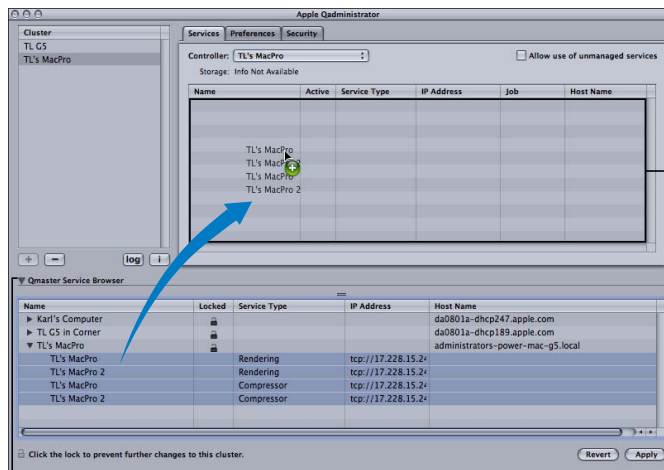 Apple Qadministrator
Cluster
TL G5
TL's MacPro
Services Preferences Security
Controller: TL's MacPro
Allow use of unmanaged services
Storage: Info Not Available
Name Active Service Type IP Address Job Host Name
TL's MacPro
TL's MacPro 2
TL's MacPro
TL's MacPro 2
+ − log i
Qmaster Service Browser
Name Locked Service Type IP Address Host Name
Karl's Computer da0801a-dhcp247.apple.com
TL G5 in Corner da0801a-dhcp189.apple.com
TL's MacPro administrators-power-mac-g5.local
TL's MacPro Rendering tcp://17.228.15.24
TL's MacPro 2 Rendering tcp://17.228.15.24
TL's MacPro Compressor tcp://17.228.15.24
TL's MacPro 2 Compressor tcp://17.228.15.24
Click the lock to prevent further changes to this cluster.
Revert Apply